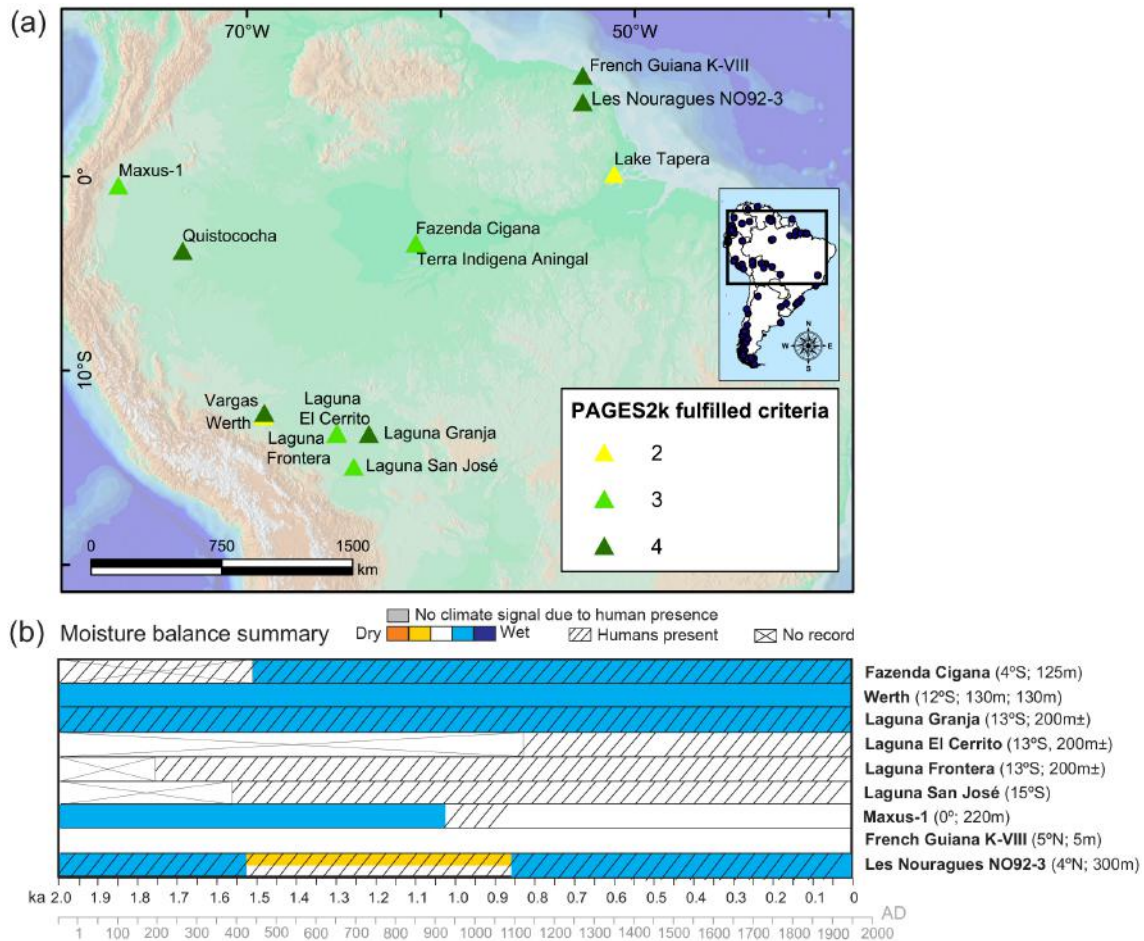 (a)
70°W
50°W
French Guiana K-VIII
Les Nouragues NO92-3
Lake Tapera
Maxus-1
0°
Quistococha
Fazenda Cigana
Terra Indigena Aningal
10°S
Vargas
Werth
Laguna
El Cerrito
Laguna
Frontera
Laguna Granja
Laguna San José
N
W
E
S
PAGES2k fulfilled criteria
2
3
4
0
750
1500
km
(b) Moisture balance summary
No climate signal due to human presence
Dry
Wet
Humans present
No record
Fazenda Cigana (4ºS; 125m)
Werth (12ºS; 130m; 130m)
Laguna Granja (13ºS; 200m±)
Laguna El Cerrito (13ºS, 200m±)
Laguna Frontera (13ºS; 200m±)
Laguna San José (15ºS)
Maxus-1 (0º; 220m)
French Guiana K-VIII (5ºN; 5m)
Les Nouragues NO92-3 (4ºN; 300m)
ka 2.0 1.9 1.8 1.7 1.6 1.5 1.4 1.3 1.2 1.1 1.0 0.9 0.8 0.7 0.6 0.5 0.4 0.3 0.2 0.1 0
AD
1 100 200 300 400 500 600 700 800 900 1000 1100 1200 1300 1400 1500 1600 1700 1800 1900 2000